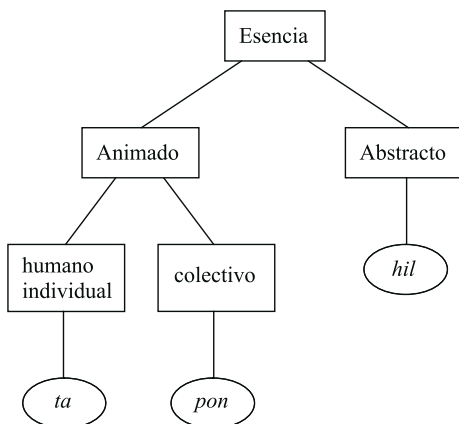 Esencia
Animado
Abstracto
humano
individual
colectivo
hil
ta
pon